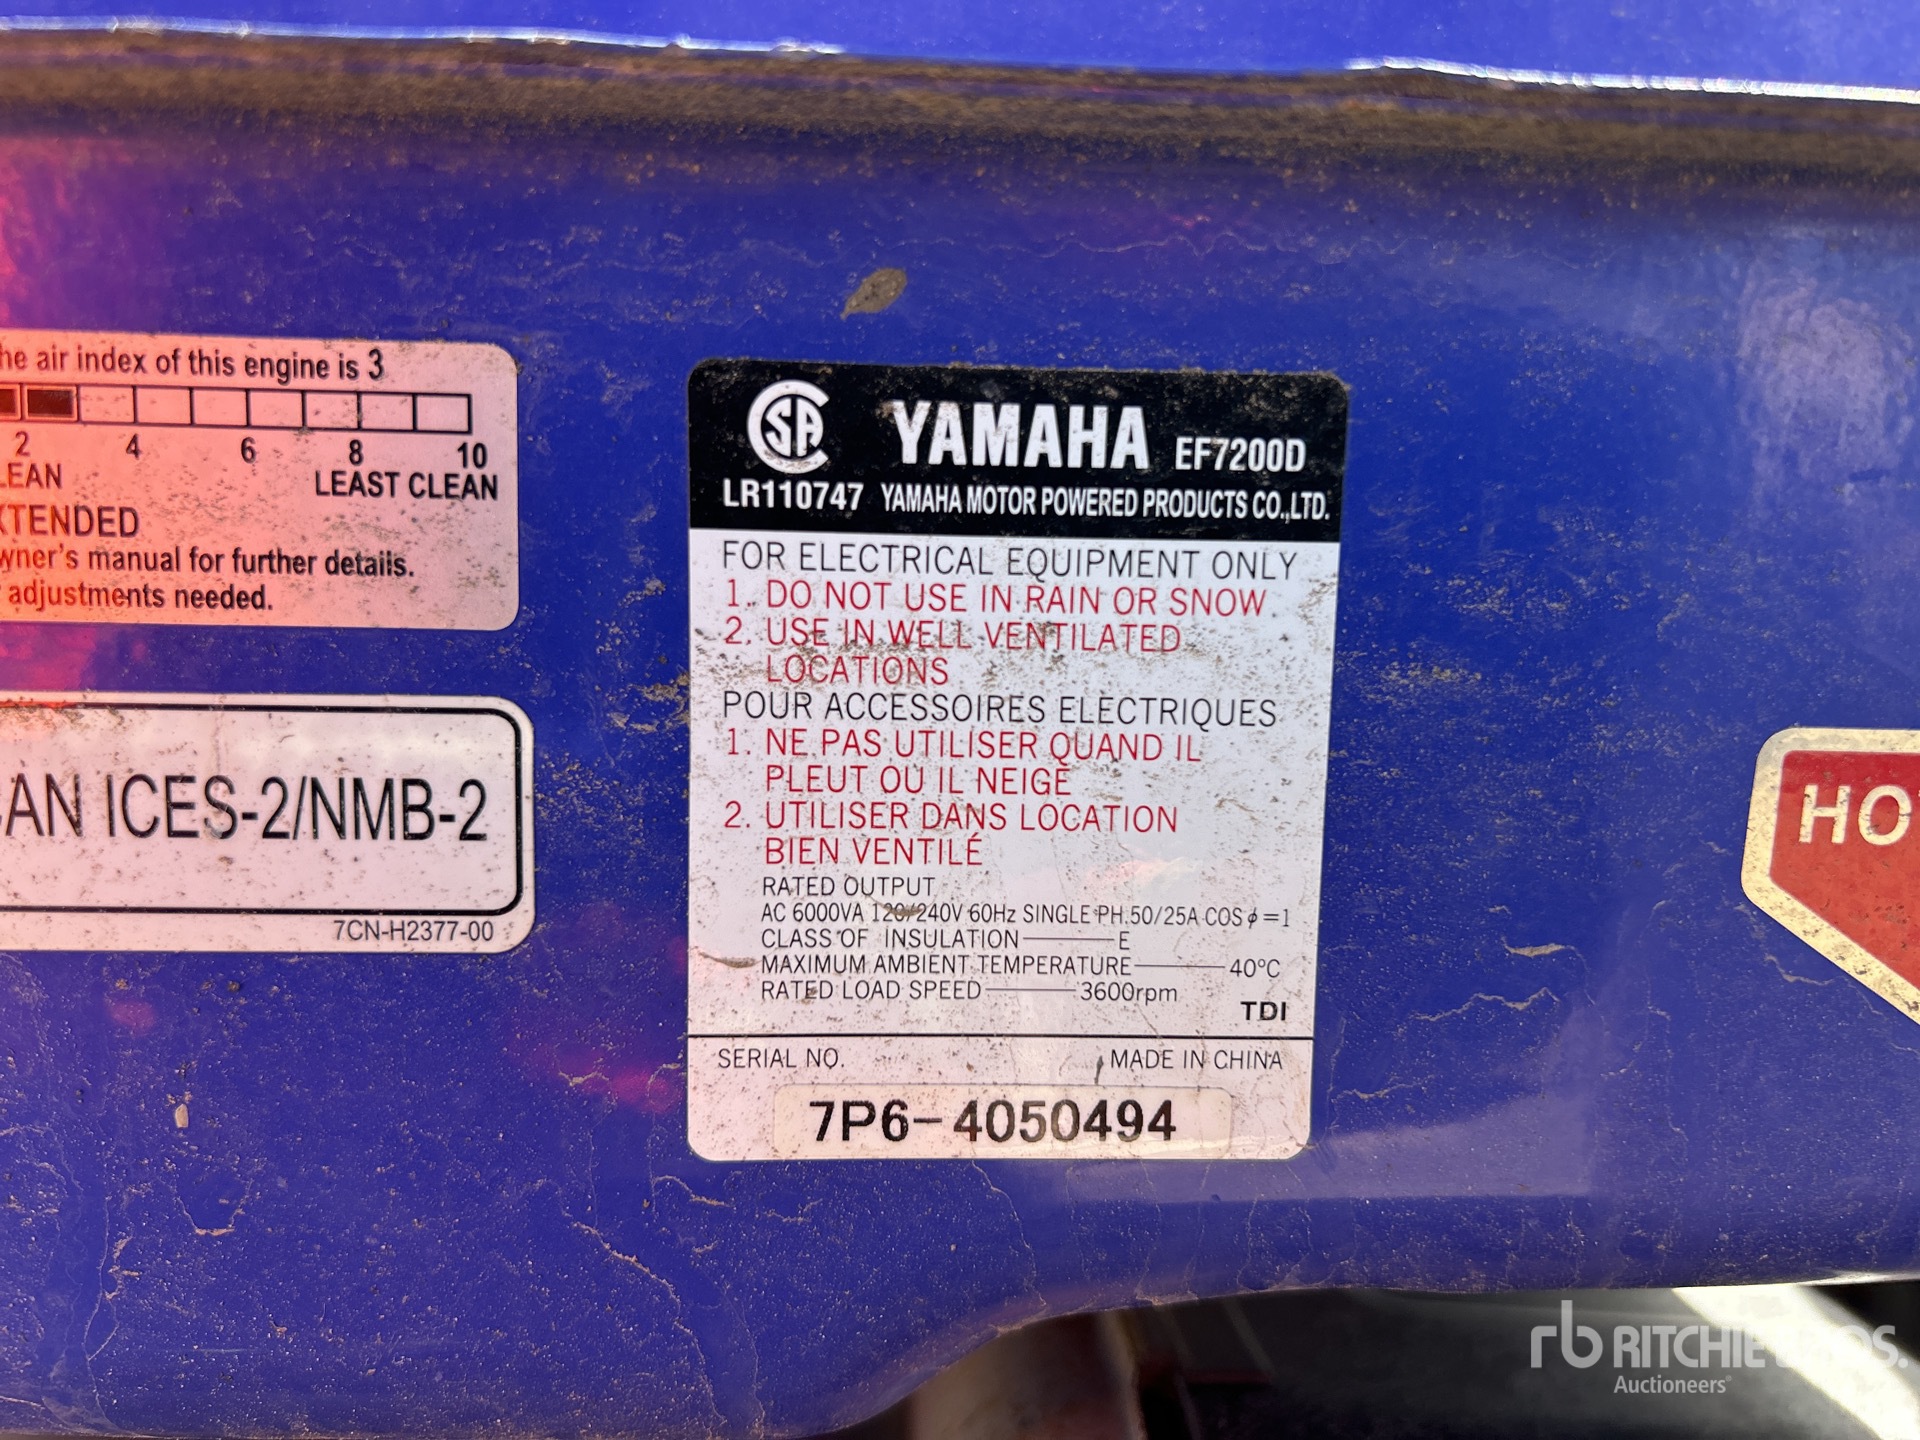 he air index of this engine is 3
2 4 6 8 10
LEAN LEAST CLEAN
XTENDED
wner's manual for further details.
adjustments needed.
CAN ICES-2/NMB-2
7CN-H2377-00
SA YAMAHA EF7200D
LR110747 YAMAHA MOTOR POWERED PRODUCTS CO.,LTD.
FOR ELECTRICAL EQUIPMENT ONLY
1. DO NOT USE IN RAIN OR SNOW
2. USE IN WELL VENTILATED
LOCATIONS
POUR ACCESSOIRES ELECTRIQUES
1. NE PAS UTILISER QUAND IL
PLEUT OU IL NEIGE
2. UTILISER DANS LOCATION
BIEN VENTILÉ
RATED OUTPUT
AC 6000VA 120/240V 60Hz SINGLE PH.50/25A COS φ=1
CLASS OF INSULATION E
MAXIMUM AMBIENT TEMPERATURE 40°C
RATED LOAD SPEED 3600rpm
TDI
SERIAL NO. MADE IN CHINA
7P6-4050494
HO
rb RITCHIE BROS.
Auctioneers